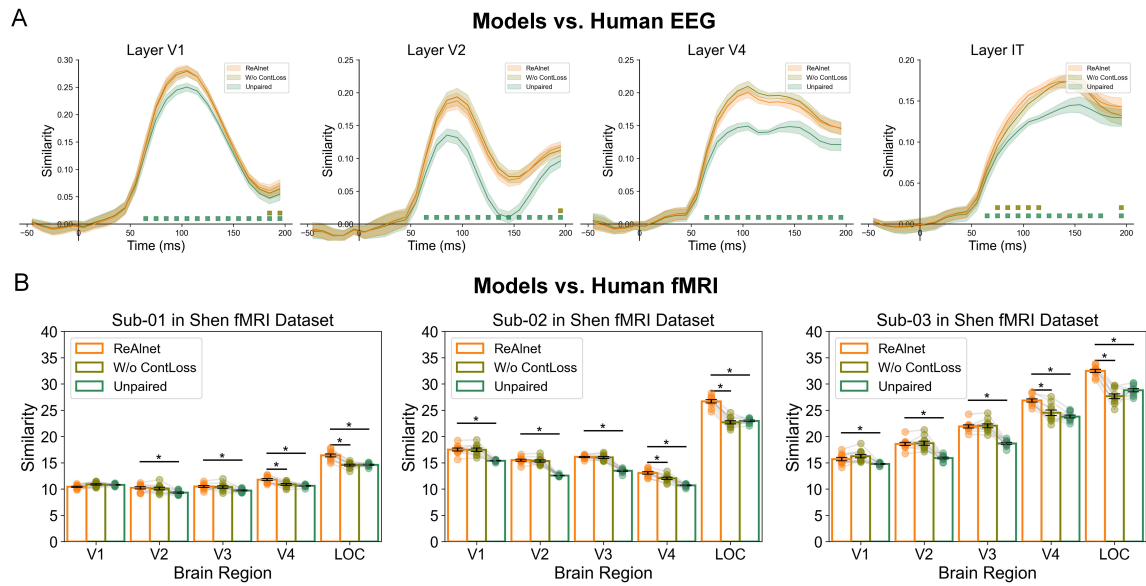 A
Models vs. Human EEG
Layer V1
Layer V2
Layer V4
Layer IT
Similarity
0.30
0.25
0.20
0.15
0.10
0.05
0.00
−50
0
50
100
150
200
Time (ms)
ReAlnet
W/o ContLoss
Unpaired
Similarity
0.25
0.20
0.15
0.10
0.05
0.00
−50
0
50
100
150
200
Time (ms)
ReAlnet
W/o ContLoss
Unpaired
Similarity
0.25
0.20
0.15
0.10
0.05
0.00
−50
0
50
100
150
200
Time (ms)
ReAlnet
W/o ContLoss
Unpaired
Similarity
0.20
0.15
0.10
0.05
0.00
−50
0
50
100
150
200
Time (ms)
ReAlnet
W/o ContLoss
Unpaired
B
Models vs. Human fMRI
Sub-01 in Shen fMRI Dataset
Similarity
40
35
30
25
20
15
10
5
0
ReAlnet
W/o ContLoss
Unpaired
* * * * * *
V1 V2 V3 V4 LOC
Brain Region
Sub-02 in Shen fMRI Dataset
Similarity
40
35
30
25
20
15
10
5
0
ReAlnet
W/o ContLoss
Unpaired
* * * * * * *
V1 V2 V3 V4 LOC
Brain Region
Sub-03 in Shen fMRI Dataset
Similarity
40
35
30
25
20
15
10
5
0
ReAlnet
W/o ContLoss
Unpaired
* * * * * * *
V1 V2 V3 V4 LOC
Brain Region